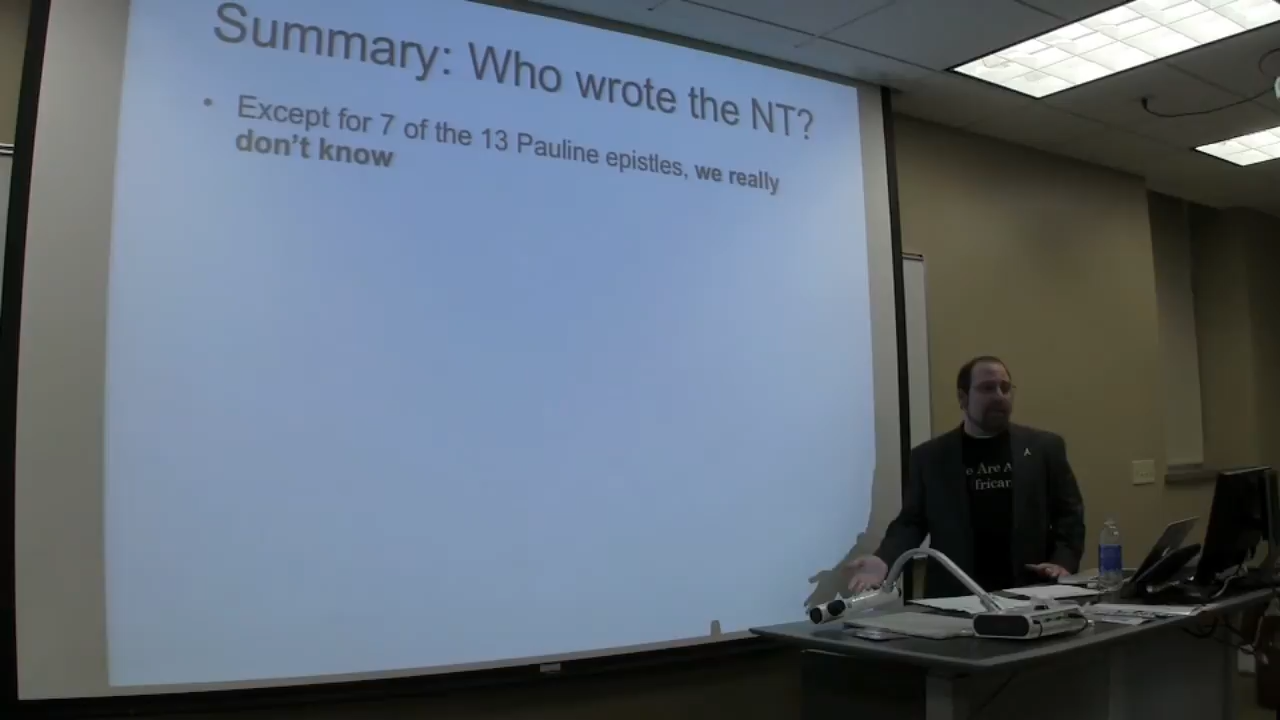 Summary: Who wrote the NT?
• Except for 7 of the 13 Pauline epistles, we really
don't know
e Are A
frican